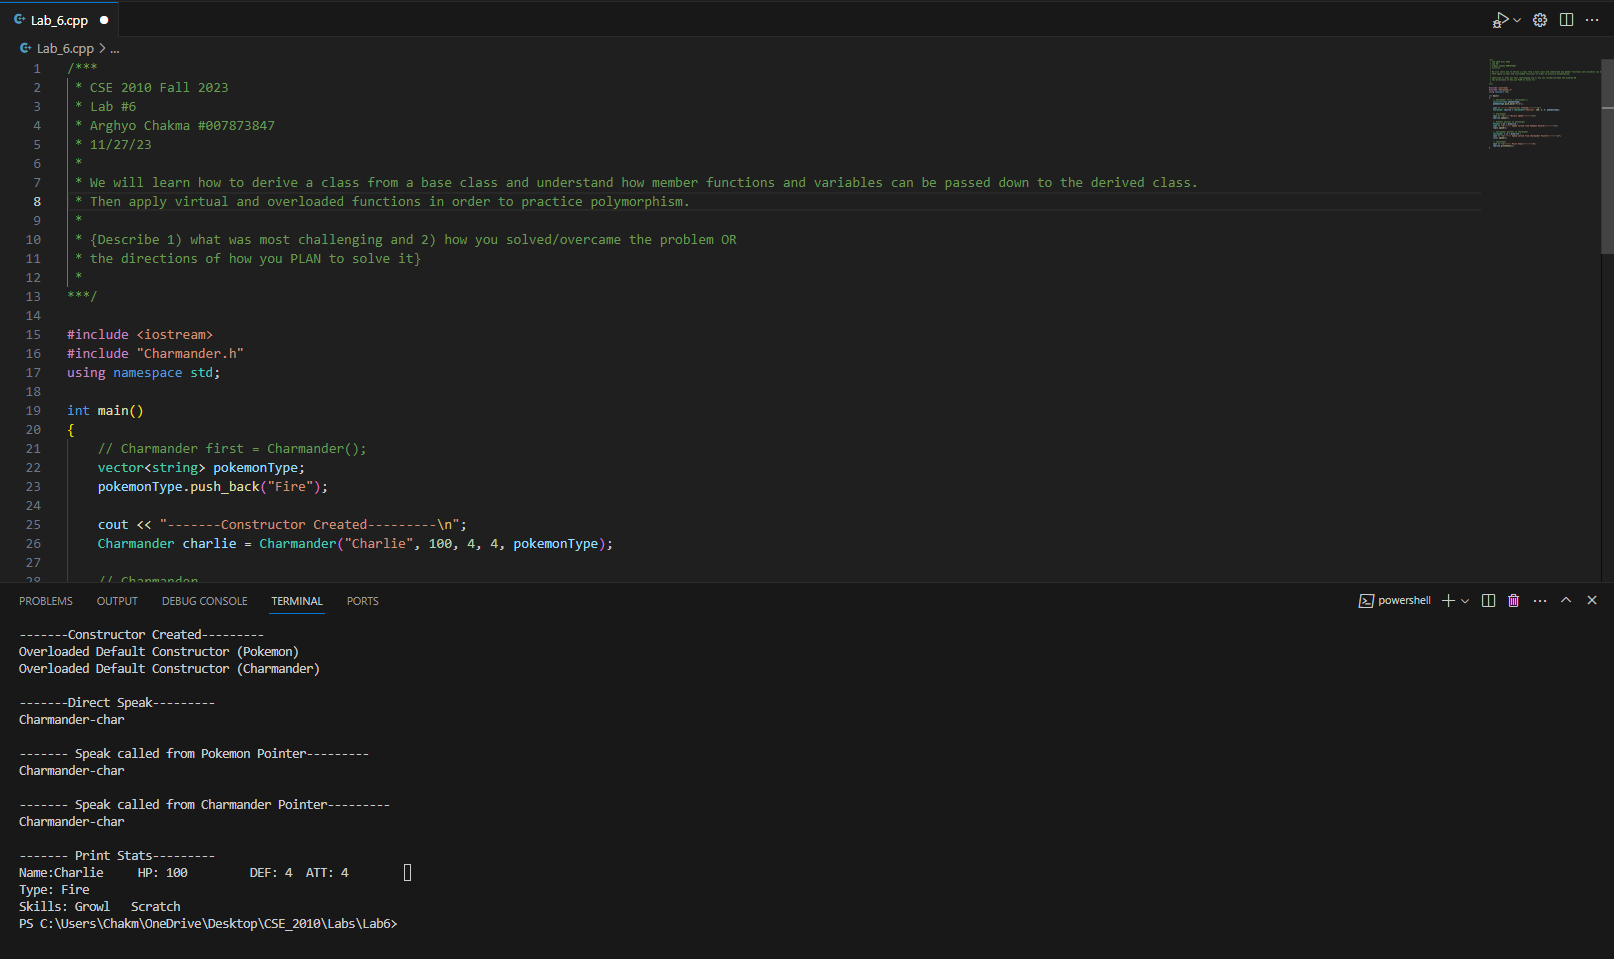 Lab_6.cpp
Lab_6.cpp > ...
1 /***
2 * CSE 2010 Fall 2023
3 * Lab #6
4 * Arghyo Chakma #007873847
5 * 11/27/23
6 *
7 * We will learn how to derive a class from a base class and understand how member functions and variables can be passed down to the derived class.
8 * Then apply virtual and overloaded functions in order to practice polymorphism.
9 *
10 * {Describe 1) what was most challenging and 2) how you solved/overcame the problem OR
11 * the directions of how you PLAN to solve it}
12 *
13 ***/
14
15 #include <iostream>
16 #include "Charmander.h"
17 using namespace std;
18
19 int main()
20 {
21 // Charmander first = Charmander();
22 vector<string> pokemonType;
23 pokemonType.push_back("Fire");
24
25 cout << "-------Constructor Created---------\n";
26 Charmander charlie = Charmander("Charlie", 100, 4, 4, pokemonType);
27
28 // Charmander
PROBLEMS OUTPUT DEBUG CONSOLE TERMINAL PORTS powershell
-------Constructor Created---------
Overloaded Default Constructor (Pokemon)
Overloaded Default Constructor (Charmander)
-------Direct Speak---------
Charmander-char
------- Speak called from Pokemon Pointer---------
Charmander-char
------- Speak called from Charmander Pointer---------
Charmander-char
------- Print Stats---------
Name:Charlie HP: 100 DEF: 4 ATT: 4
Type: Fire
Skills: Growl Scratch
PS C:\Users\Chakm\OneDrive\Desktop\CSE_2010\Labs\Lab6>